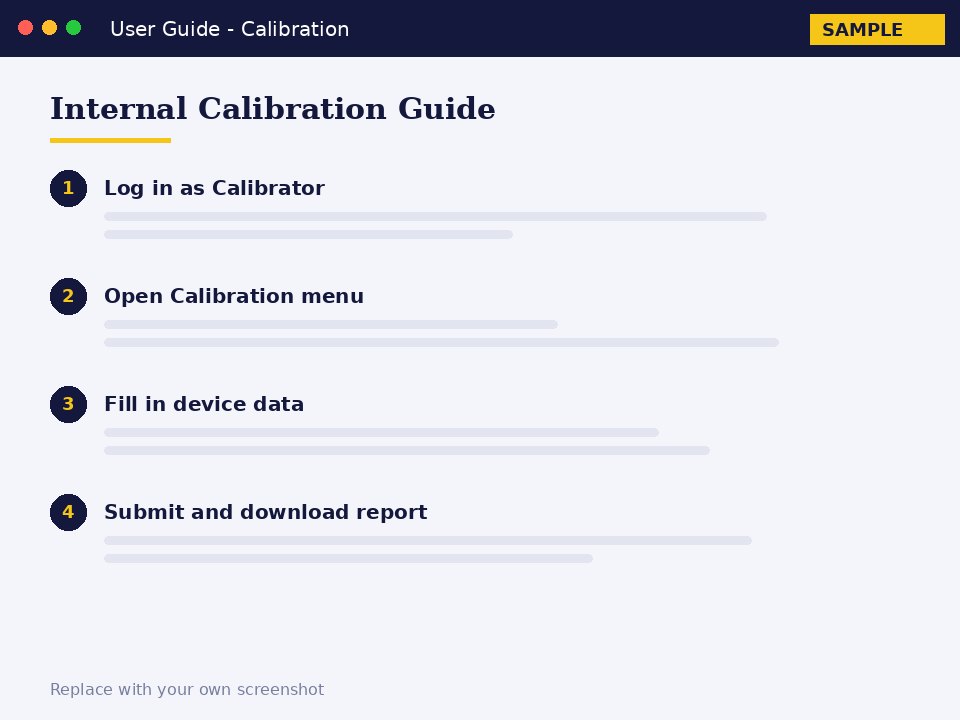 User Guide - Calibration
SAMPLE
Internal Calibration Guide
1 Log in as Calibrator
2 Open Calibration menu
3 Fill in device data
4 Submit and download report
Replace with your own screenshot